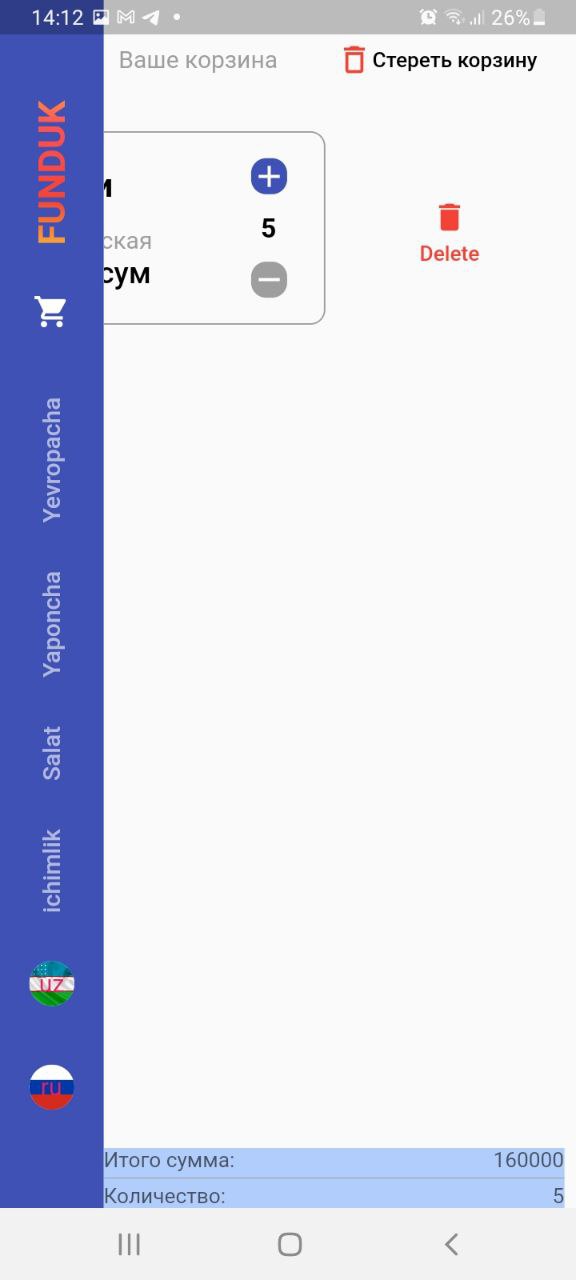 14:12
26%
Ваше корзина
Стереть корзину
FUNDUK
5
ская
сум
Delete
Yevropacha
Yaponcha
Salat
ichimlik
uz
ru
Итого сумма: 160000
Количество: 5